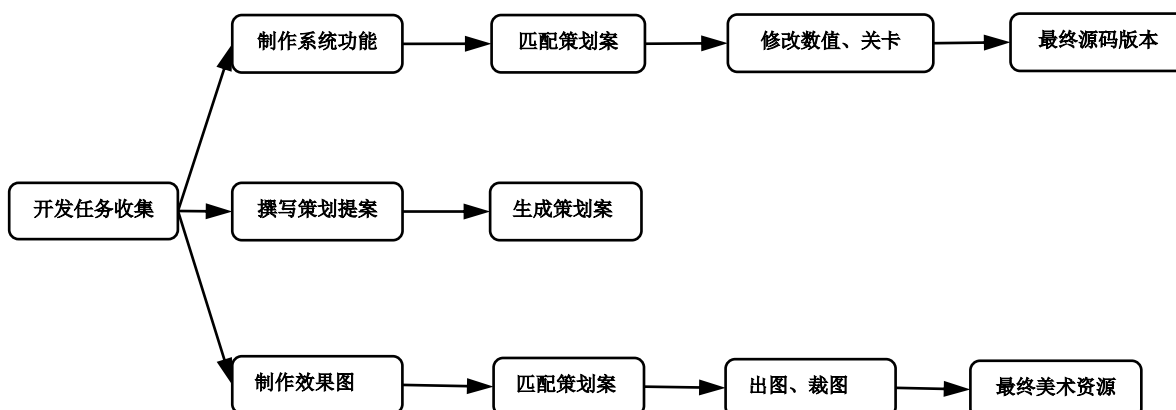 制作系统功能
匹配策划案
修改数值、关卡
最终源码版本
开发任务收集
撰写策划提案
生成策划案
制作效果图
匹配策划案
出图、裁图
最终美术资源